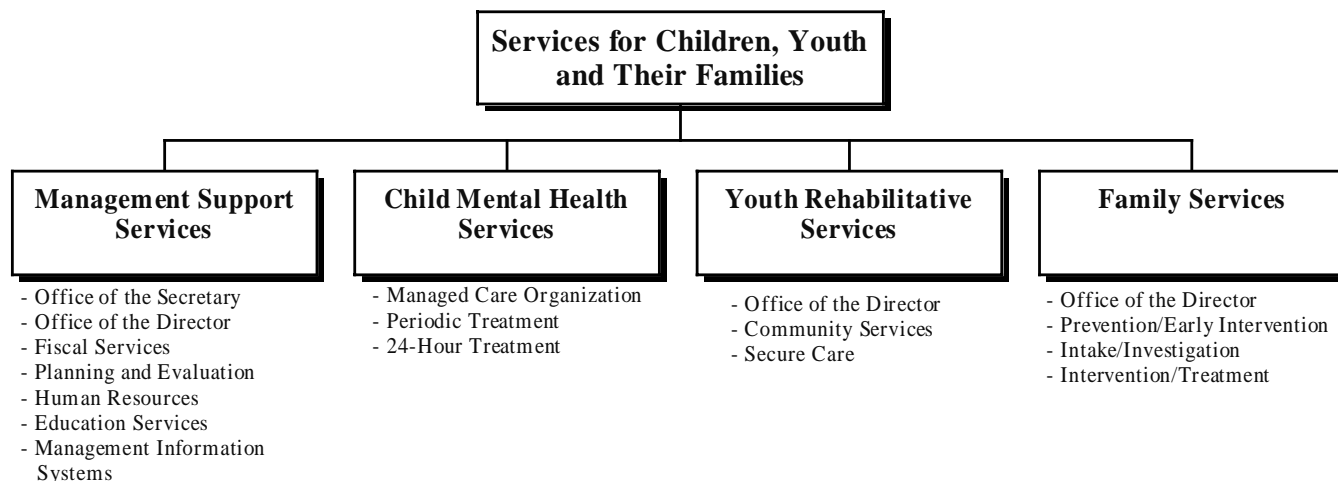 Services for Children, Youth
and Their Families
Management Support
Services
- Office of the Secretary
- Office of the Director
- Fiscal Services
- Planning and Evaluation
- Human Resources
- Education Services
- Management Information
Systems
Child Mental Health
Services
- Managed Care Organization
- Periodic Treatment
- 24-Hour Treatment
Youth Rehabilitative
Services
- Office of the Director
- Community Services
- Secure Care
Family Services
- Office of the Director
- Prevention/Early Intervention
- Intake/Investigation
- Intervention/Treatment